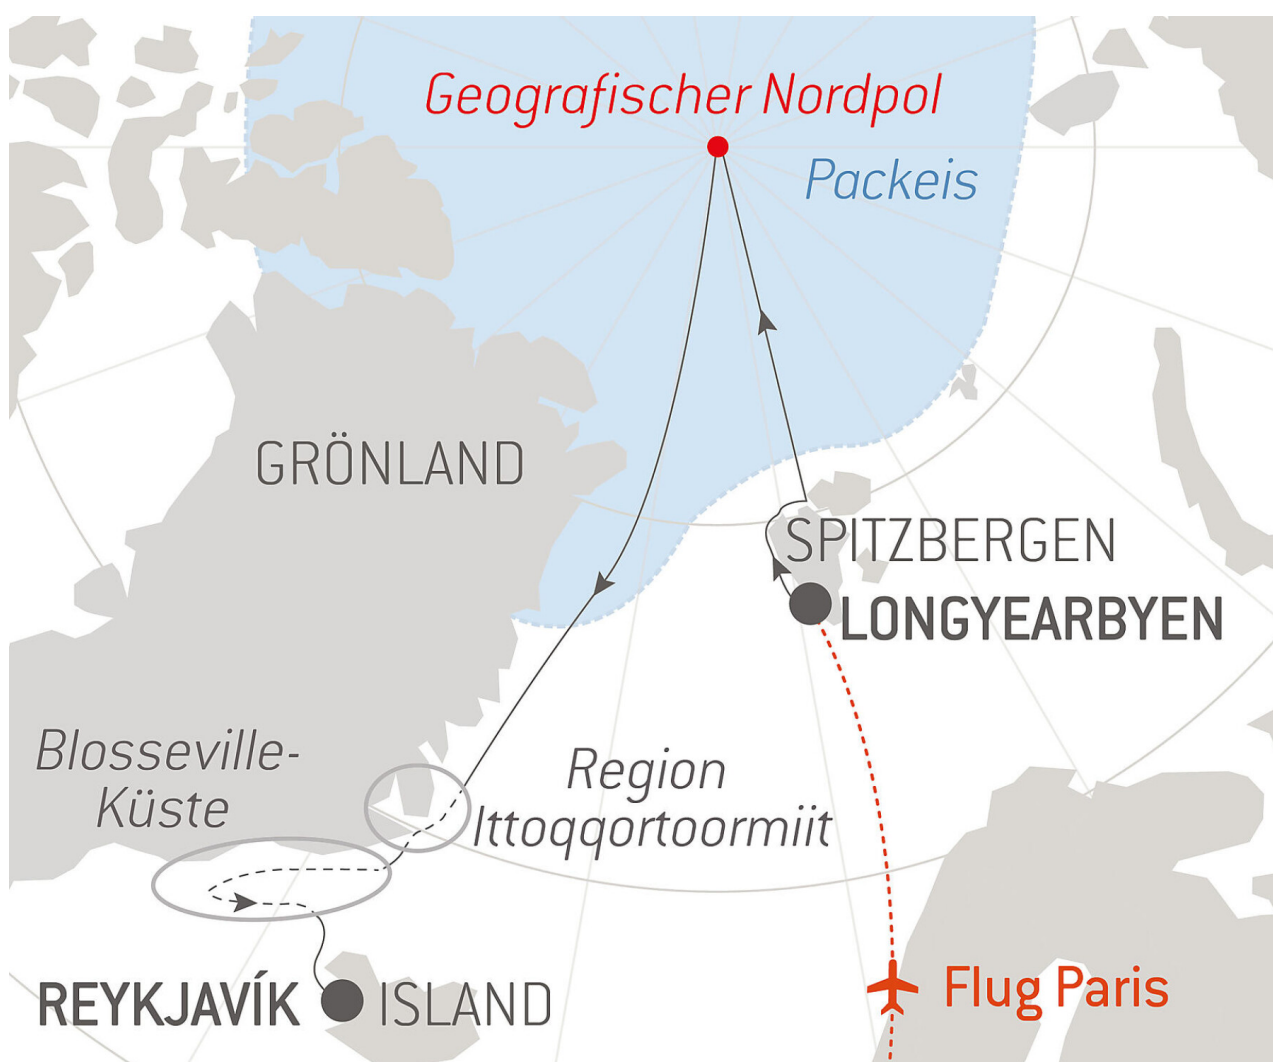 Geografischer Nordpol
Packeis
GRÖNLAND
SPITZBERGEN
LONGYEARBYEN
Blosseville-
Küste
Region
Ittoqqortoormiit
Flug Paris
REYKJAVÍK
ISLAND